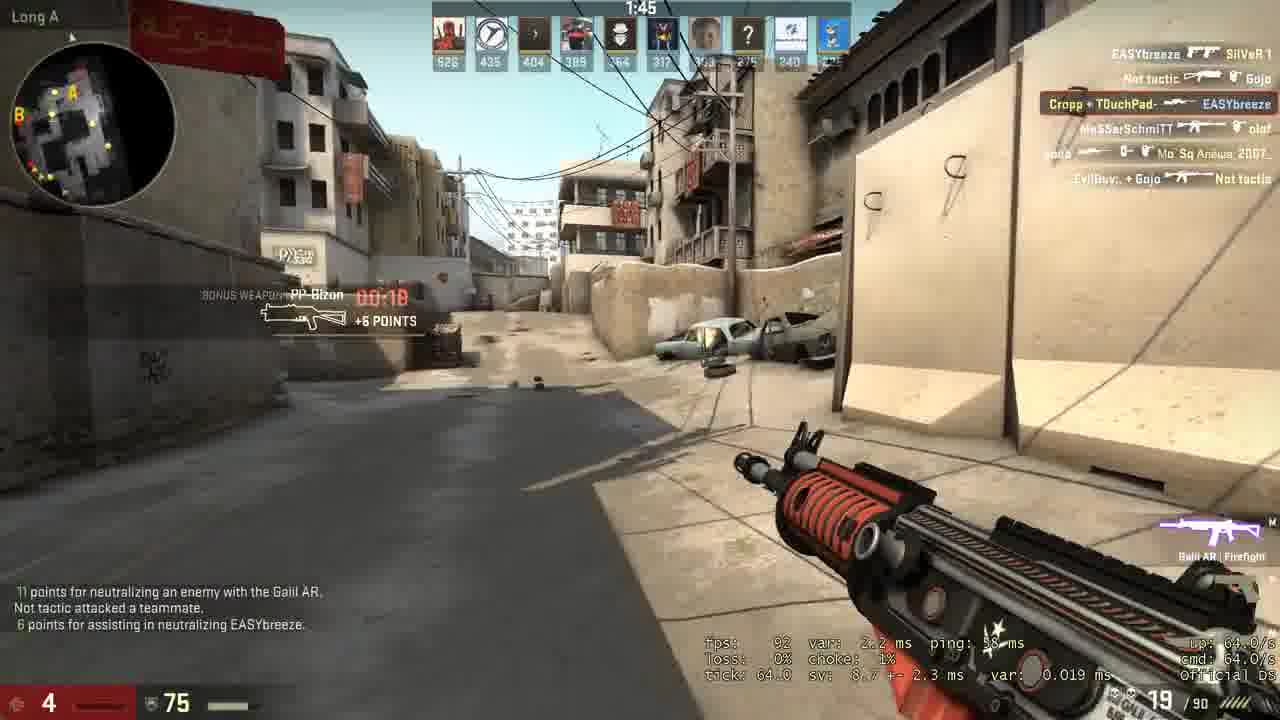 Long A
1:45
526 435 404 389 364 317 240
A
B
EASYbreeze SilVeR 1
Not tactic Gojo
Cropp + T0uchPad- EASYbreeze
MeSSerSchmiTT olaf
EvilGuy:. + Gojo Not tactic
BONUS WEAPON PP-Bizon 00:18
+6 POINTS
Galil AR | Firefight
11 points for neutralizing an enemy with the Galil AR.
Not tactic attacked a teammate.
6 points for assisting in neutralizing EASYbreeze.
fps: 92 var: 2.2 ms ping: 58 ms
loss: 0% choke: 1%
tick: 64.0 sv: 8.7 +- 2.3 ms var: 0.019 ms
up: 64.0/s
cmd: 64.0/s
Official DS
4
75
19 / 90